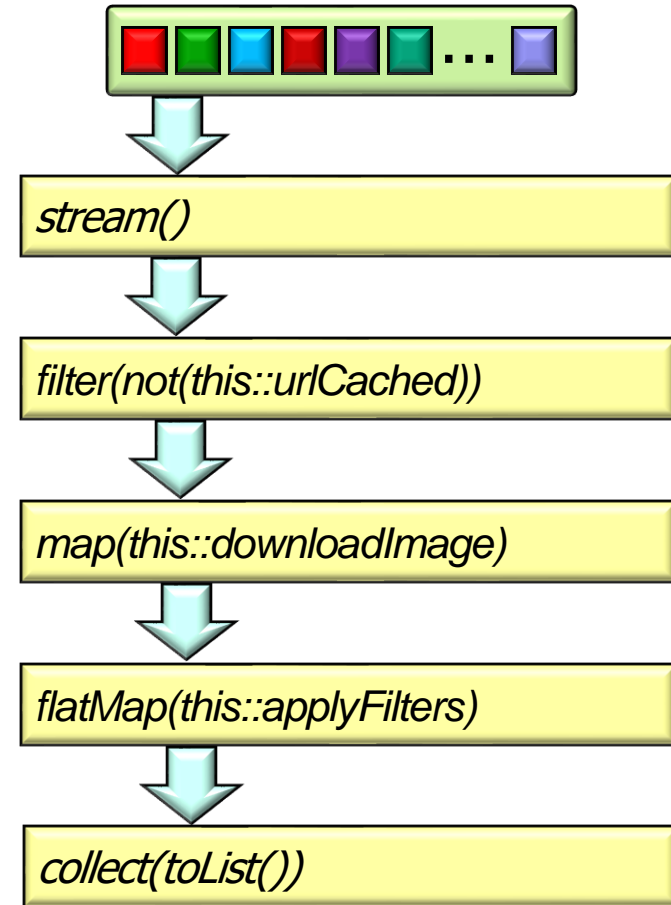 ...
stream()
filter(not(this::urlCached))
map(this::downloadImage)
flatMap(this::applyFilters)
collect(toList())